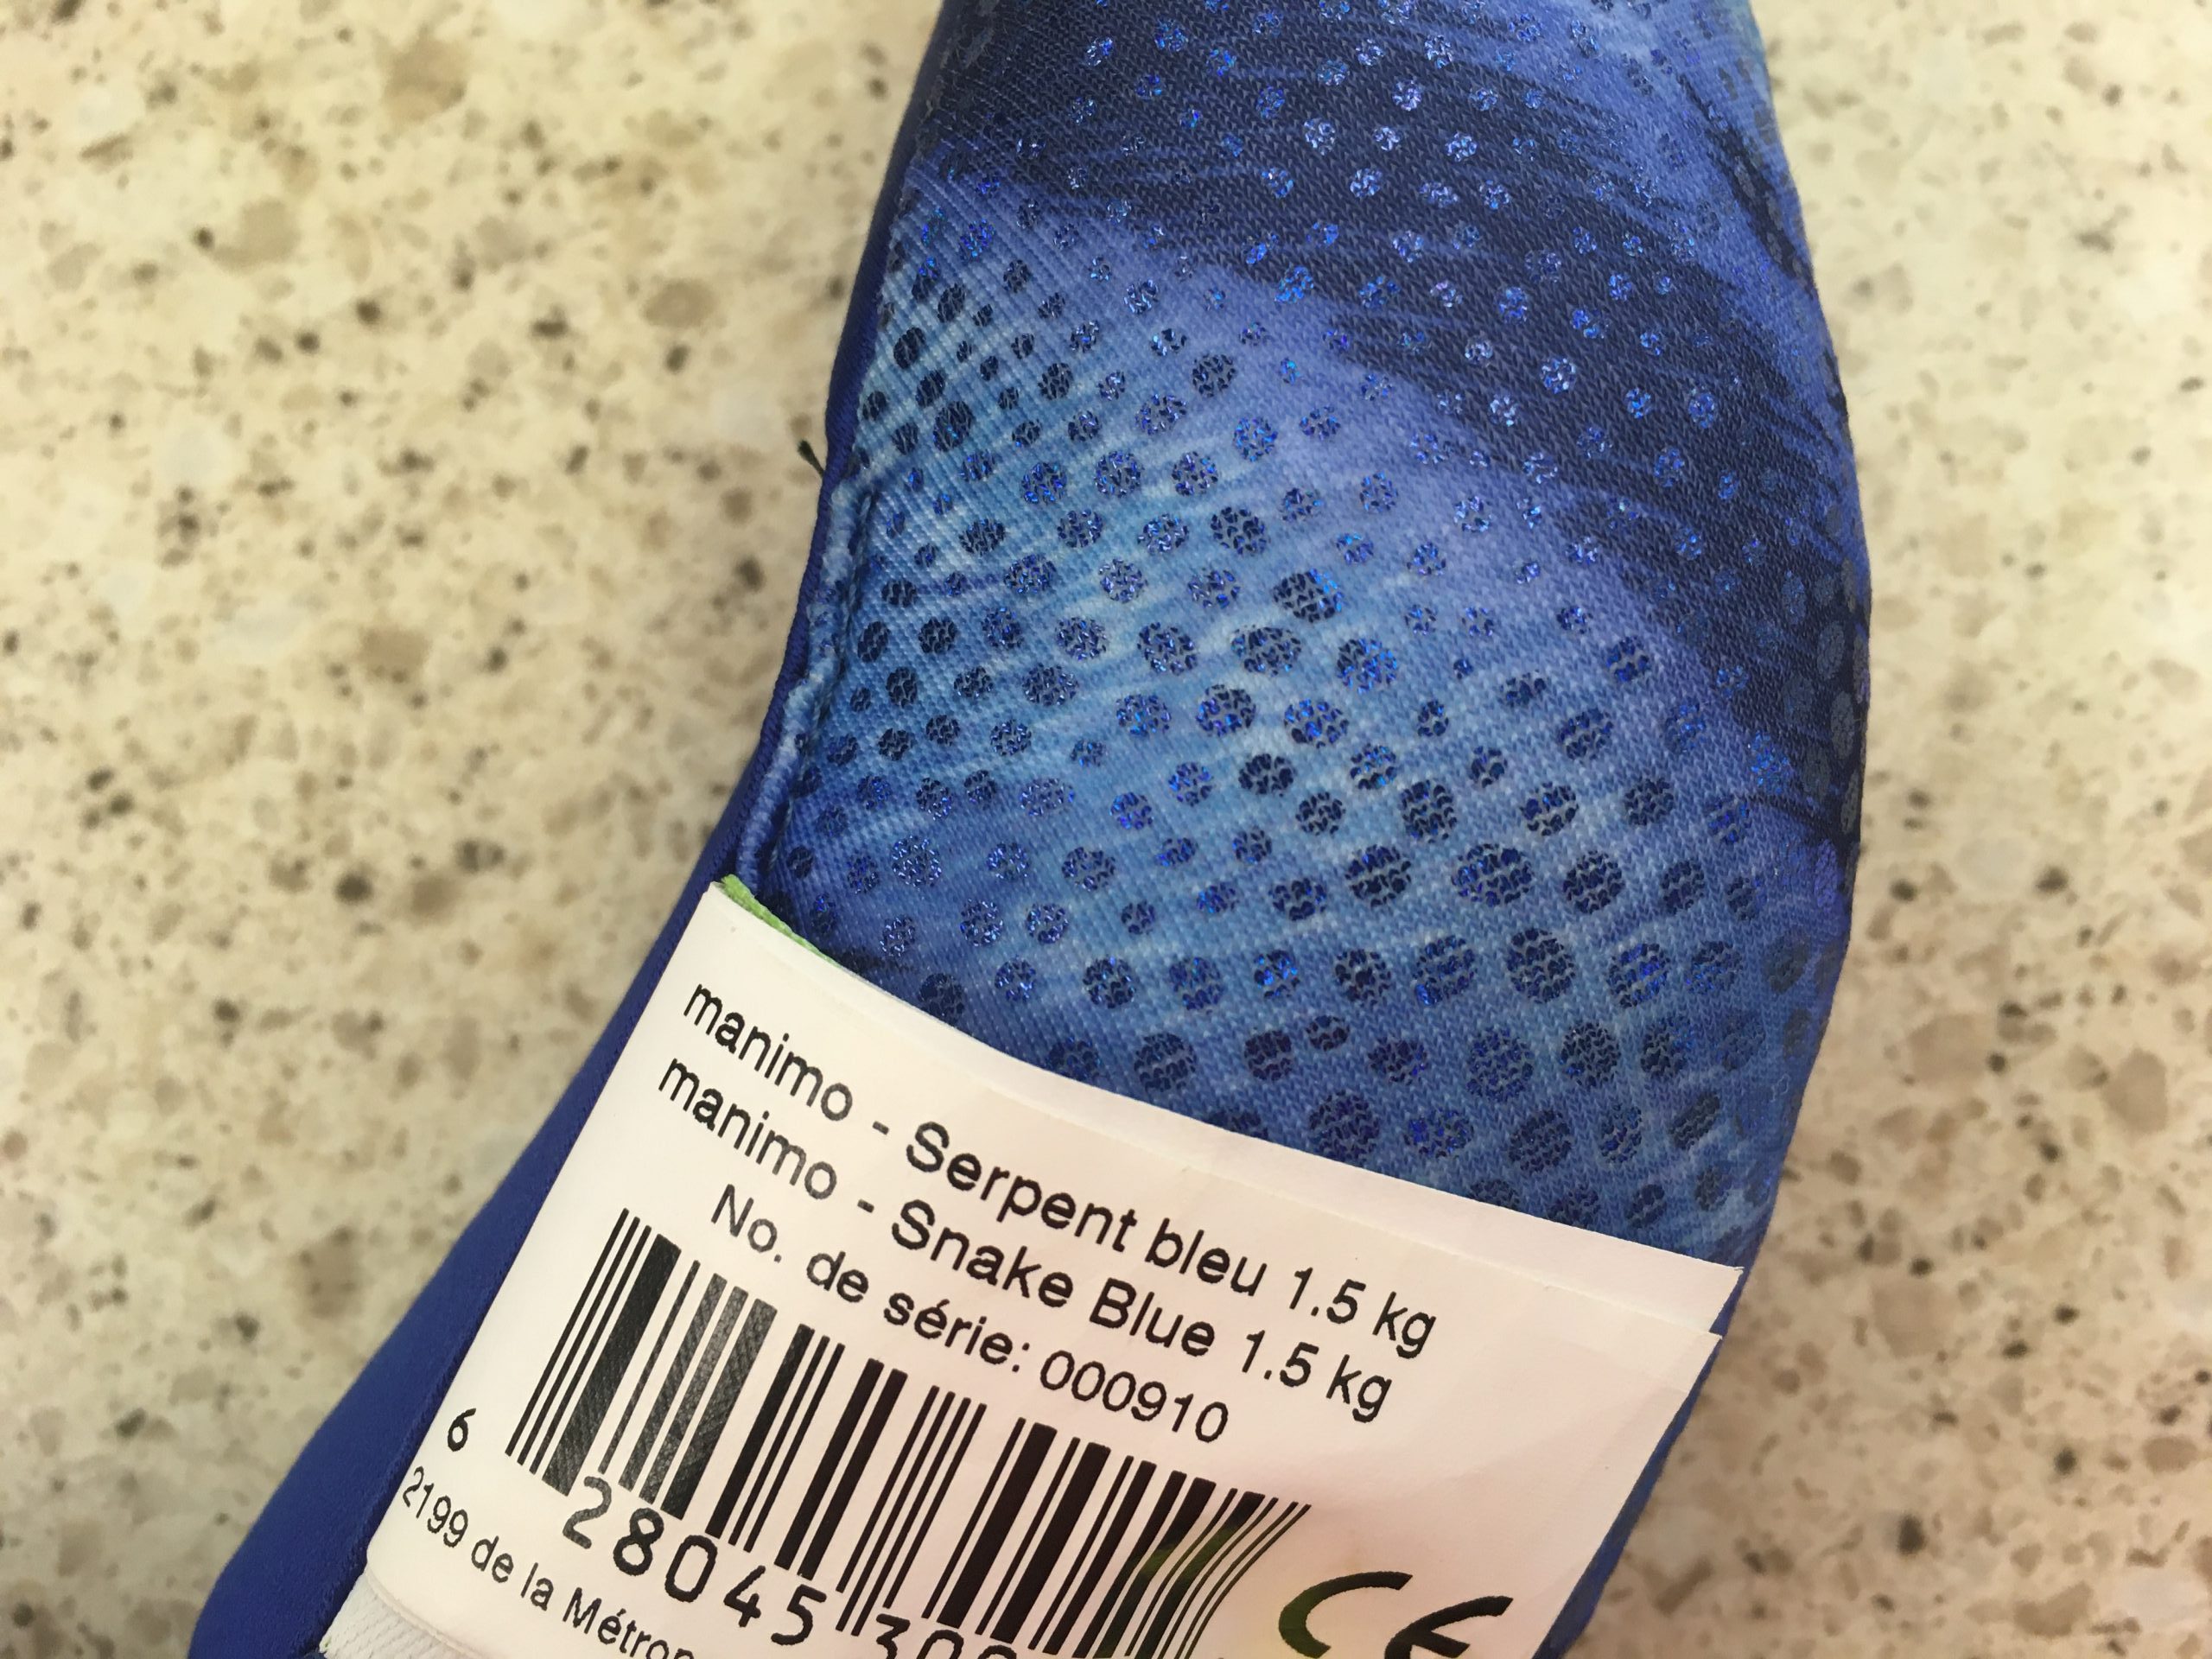 manimo - Serpent bleu 1.5 kg
manimo - Snake Blue 1.5 kg
No. de série: 000910
6 28045
2199 de la
CE